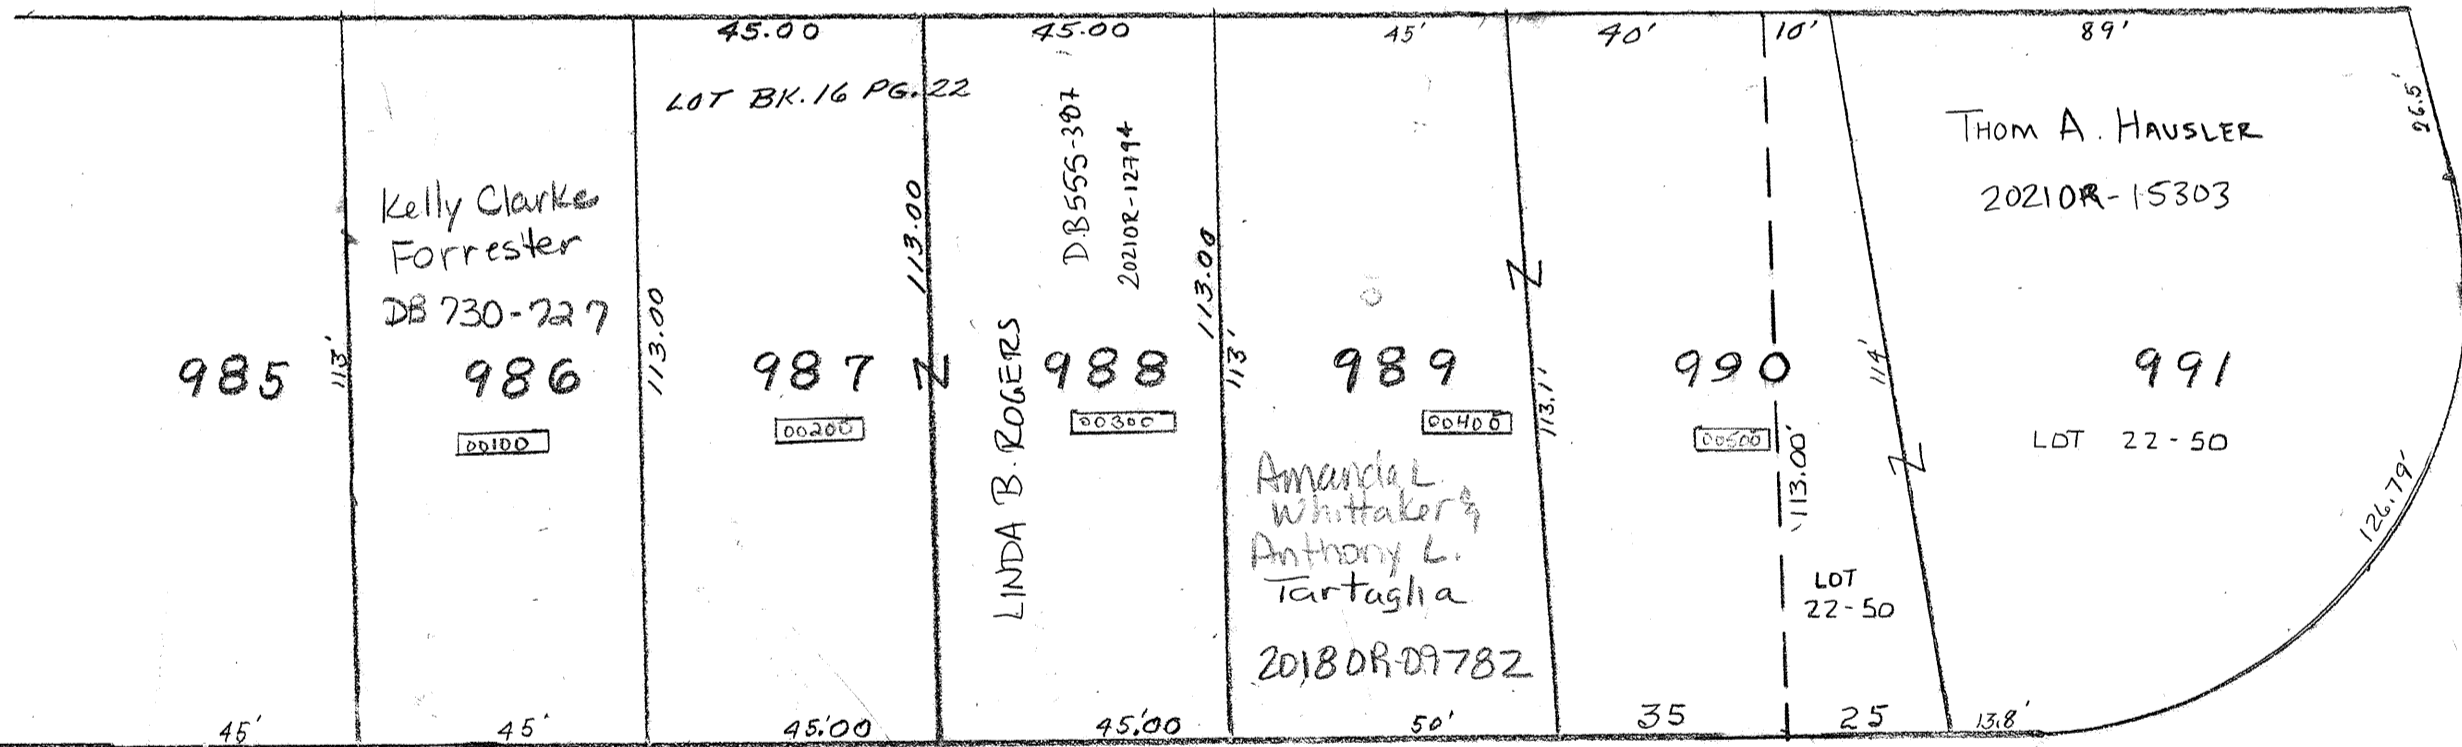 45.00
45.00
45'
40'
10'
89'
LOT BK. 16 PG. 22
26.5'
THOM A. HAUSLER
2021OR-15303
Kelly Clarke
Forrester
DB 730-727
113.00
113.00
D.B 555-307
2021OR-12794
LINDA B. ROGERS
113.00
985
113'
986
987
988
113'
989
113.1'
990
114'
991
00100
00200
00300
00400
00500
113.00'
LOT 22-50
Amanda L.
Whittaker &
Anthony L.
Tartaglia
2018OR-09782
LOT
22-50
126.79'
45'
45'
45.00
45.00
50'
35
25
13.8'